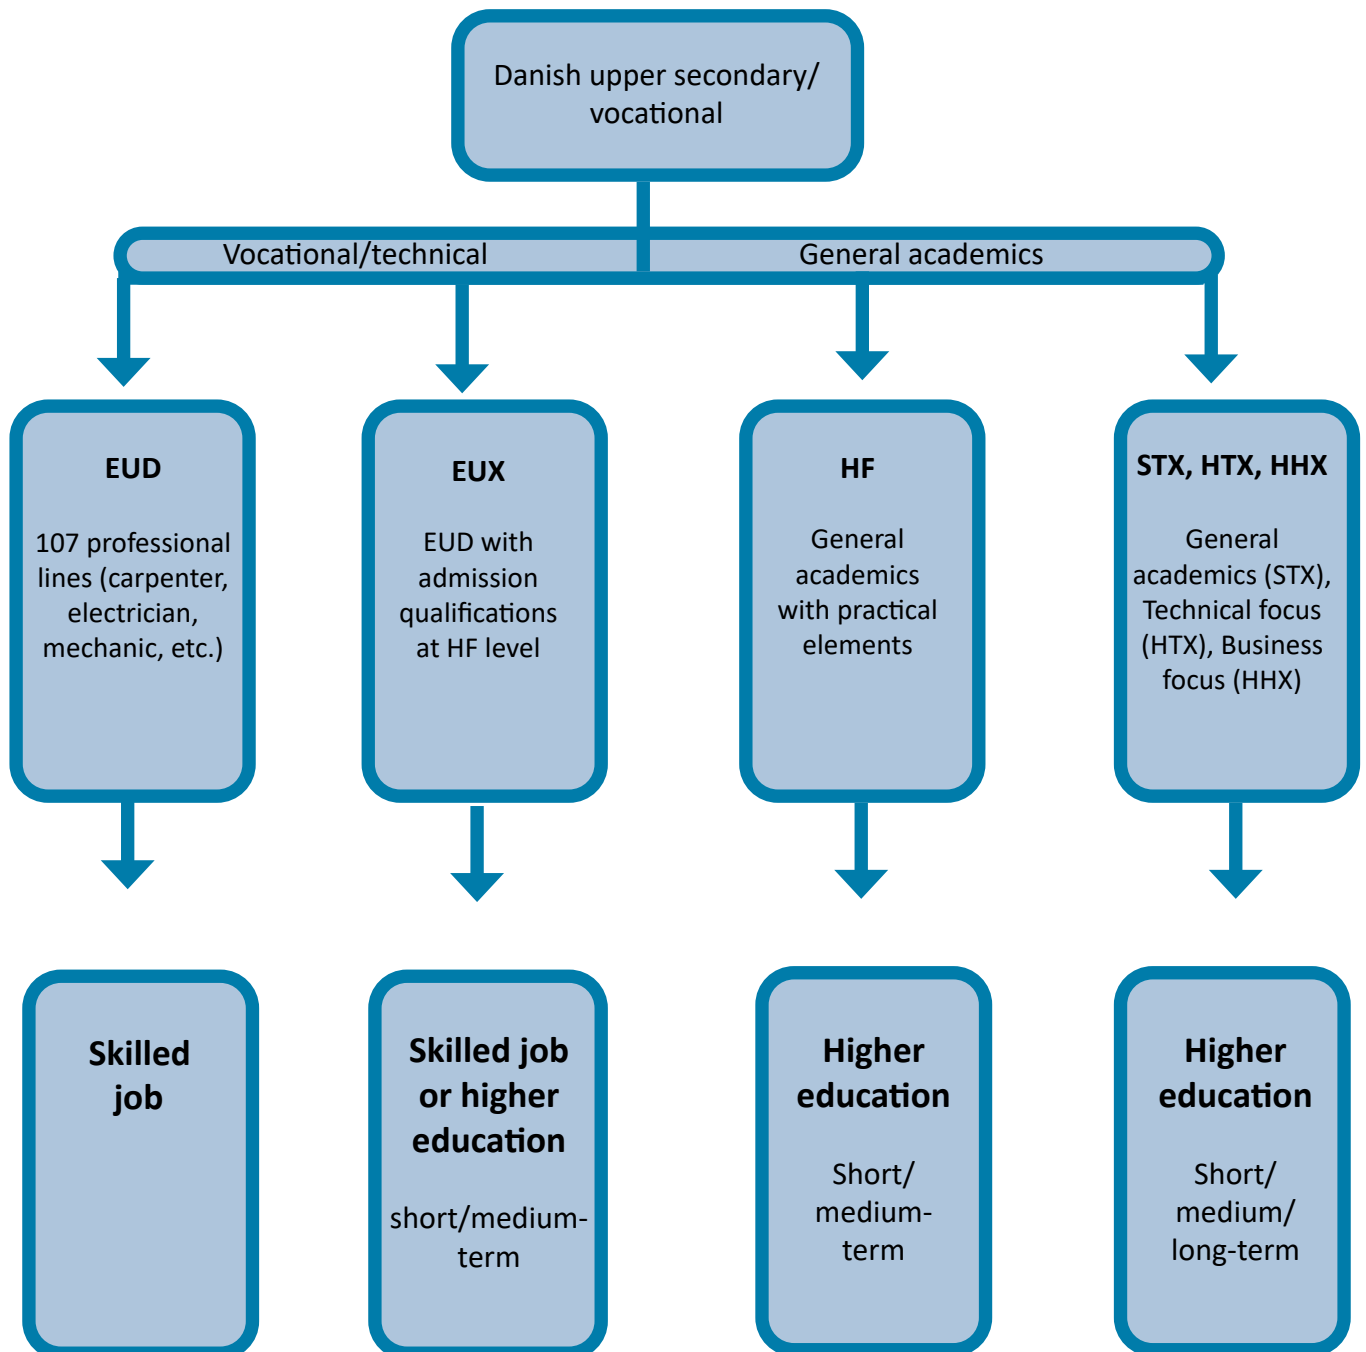 Danish upper secondary/
vocational
Vocational/technical
General academics
EUD
107 professional
lines (carpenter,
electrician,
mechanic, etc.)
EUX
EUD with
admission
qualifications
at HF level
HF
General
academics
with practical
elements
STX, HTX, HHX
General
academics (STX),
Technical focus
(HTX), Business
focus (HHX)
Skilled
job
Skilled job
or higher
education
short/medium-
term
Higher
education
Short/
medium-
term
Higher
education
Short/
medium/
long-term